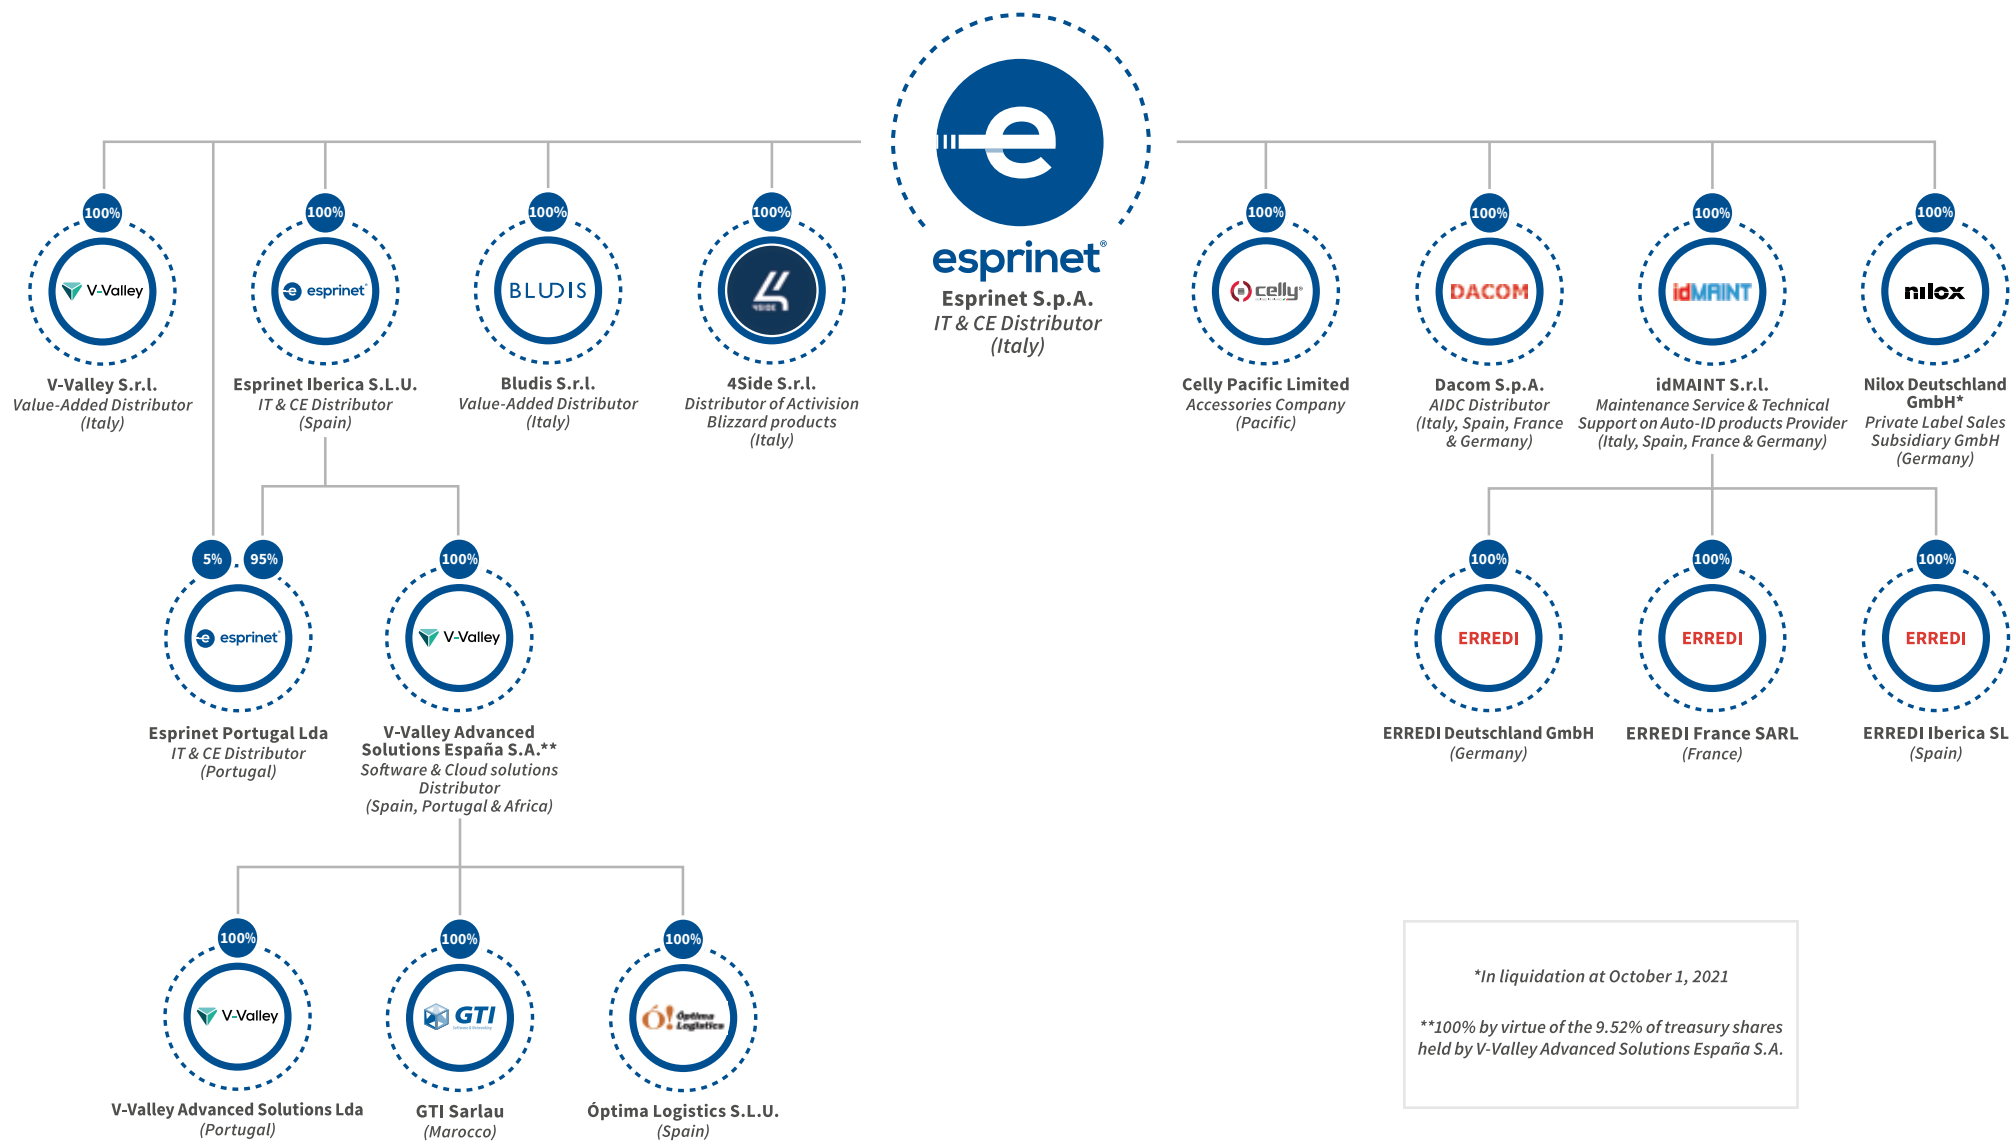 esprinet®
Esprinet S.p.A.
IT & CE Distributor
(Italy)
100%
V-Valley
V-Valley S.r.l.
Value-Added Distributor
(Italy)
100%
esprinet®
Esprinet Iberica S.L.U.
IT & CE Distributor
(Spain)
100%
BLUDIS
Bludis S.r.l.
Value-Added Distributor
(Italy)
100%
4SIDE
4Side S.r.l.
Distributor of Activision
Blizzard products
(Italy)
100%
celly®
Celly Pacific Limited
Accessories Company
(Pacific)
100%
DACOM
Dacom S.p.A.
AIDC Distributor
(Italy, Spain, France
& Germany)
100%
idMAINT
idMAINT S.r.l.
Maintenance Service & Technical
Support on Auto-ID products Provider
(Italy, Spain, France & Germany)
100%
nilox
Nilox Deutschland
GmbH*
Private Label Sales
Subsidiary GmbH
(Germany)
5%
95%
esprinet®
Esprinet Portugal Lda
IT & CE Distributor
(Portugal)
100%
V-Valley
V-Valley Advanced
Solutions España S.A.**
Software & Cloud solutions
Distributor
(Spain, Portugal & Africa)
100%
ERREDI
ERREDI Deutschland GmbH
(Germany)
100%
ERREDI
ERREDI France SARL
(France)
100%
ERREDI
ERREDI Iberica SL
(Spain)
100%
V-Valley
V-Valley Advanced Solutions Lda
(Portugal)
100%
GTI
Software & Networking
GTI Sarlau
(Marocco)
100%
Ó! Óptima
Logistics
Óptima Logistics S.L.U.
(Spain)
*In liquidation at October 1, 2021
**100% by virtue of the 9.52% of treasury shares
held by V-Valley Advanced Solutions España S.A.